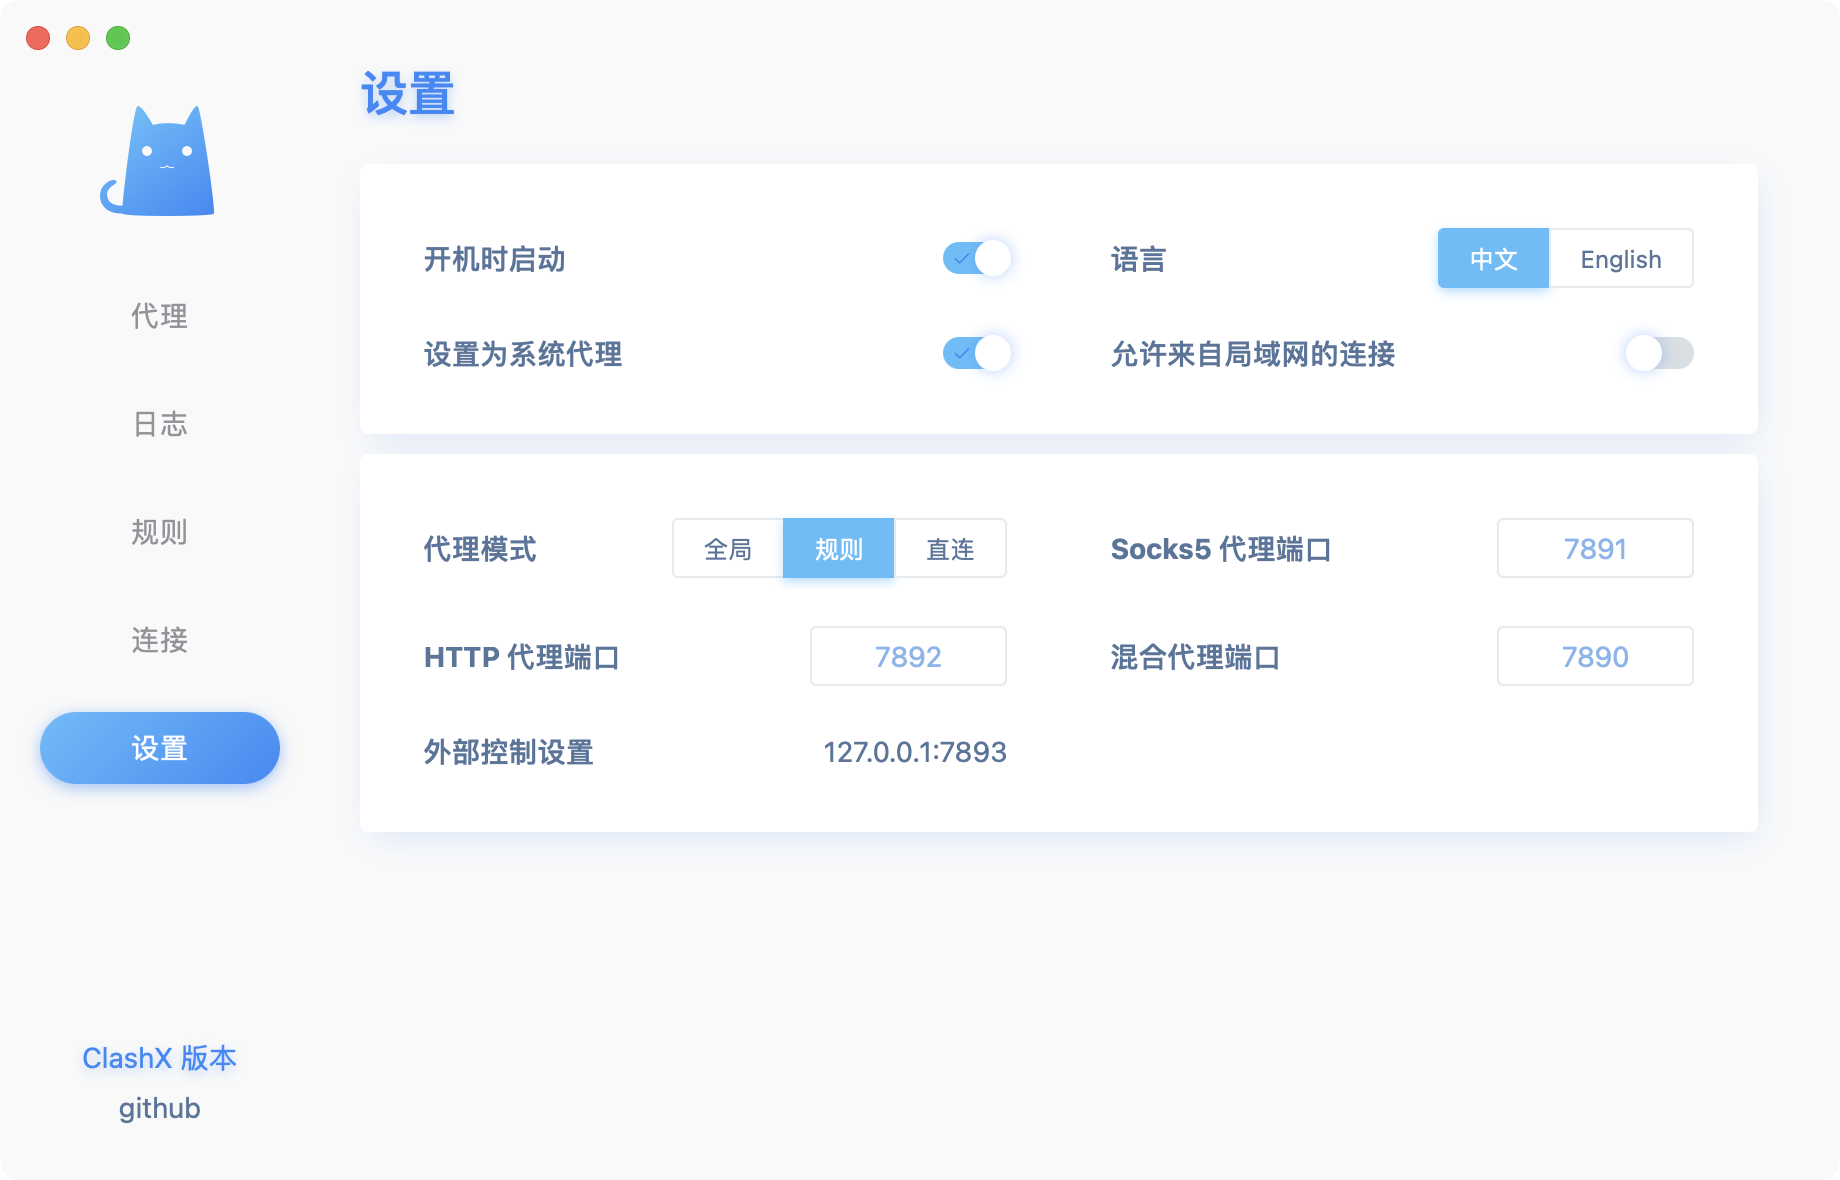 设置
代理
日志
规则
连接
设置
ClashX 版本
github
开机时启动
语言 中文 English
设置为系统代理
允许来自局域网的连接
代理模式 全局 规则 直连
Socks5 代理端口 7891
HTTP 代理端口 7892
混合代理端口 7890
外部控制设置 127.0.0.1:7893